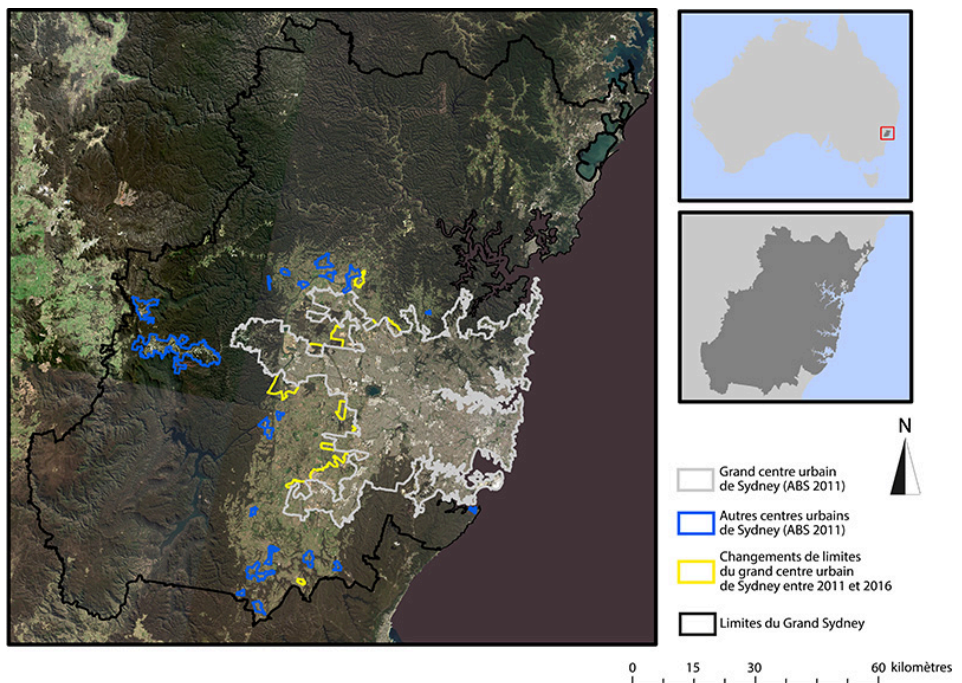 N
Grand centre urbain
de Sydney (ABS 2011)
Autres centres urbains
de Sydney (ABS 2011)
Changements de limites
du grand centre urbain
de Sydney entre 2011 et 2016
Limites du Grand Sydney
0 15 30 60 kilomètres